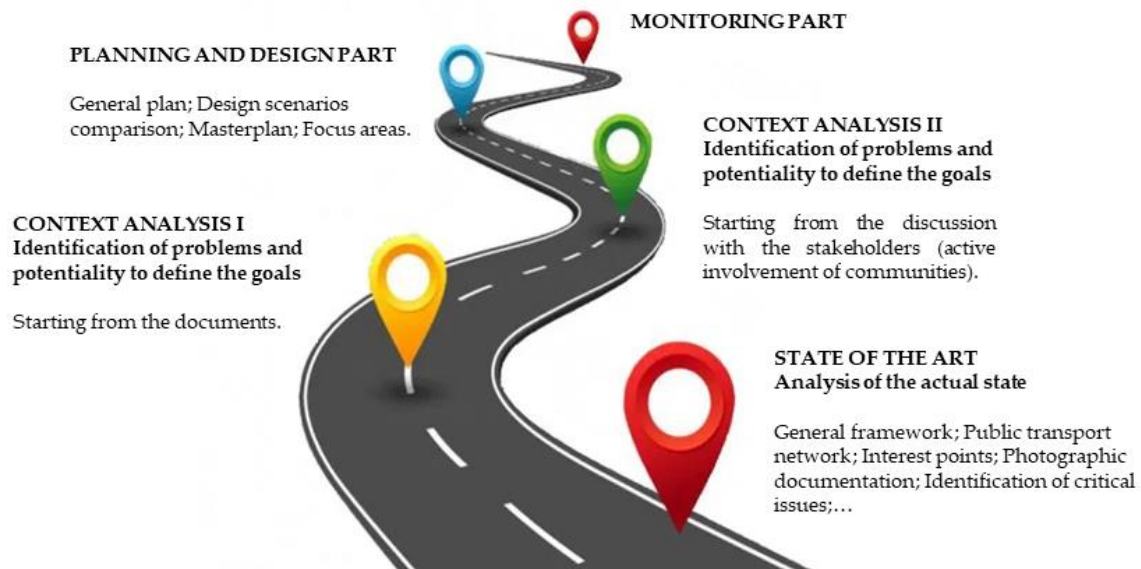 MONITORING PART
PLANNING AND DESIGN PART
General plan; Design scenarios
comparison; Masterplan; Focus areas.
CONTEXT ANALYSIS II
Identification of problems and
potentiality to define the goals
Starting from the discussion
with the stakeholders (active
involvement of communities).
CONTEXT ANALYSIS I
Identification of problems and
potentiality to define the goals
Starting from the documents.
STATE OF THE ART
Analysis of the actual state
General framework; Public transport
network; Interest points; Photographic
documentation; Identification of critical
issues;…